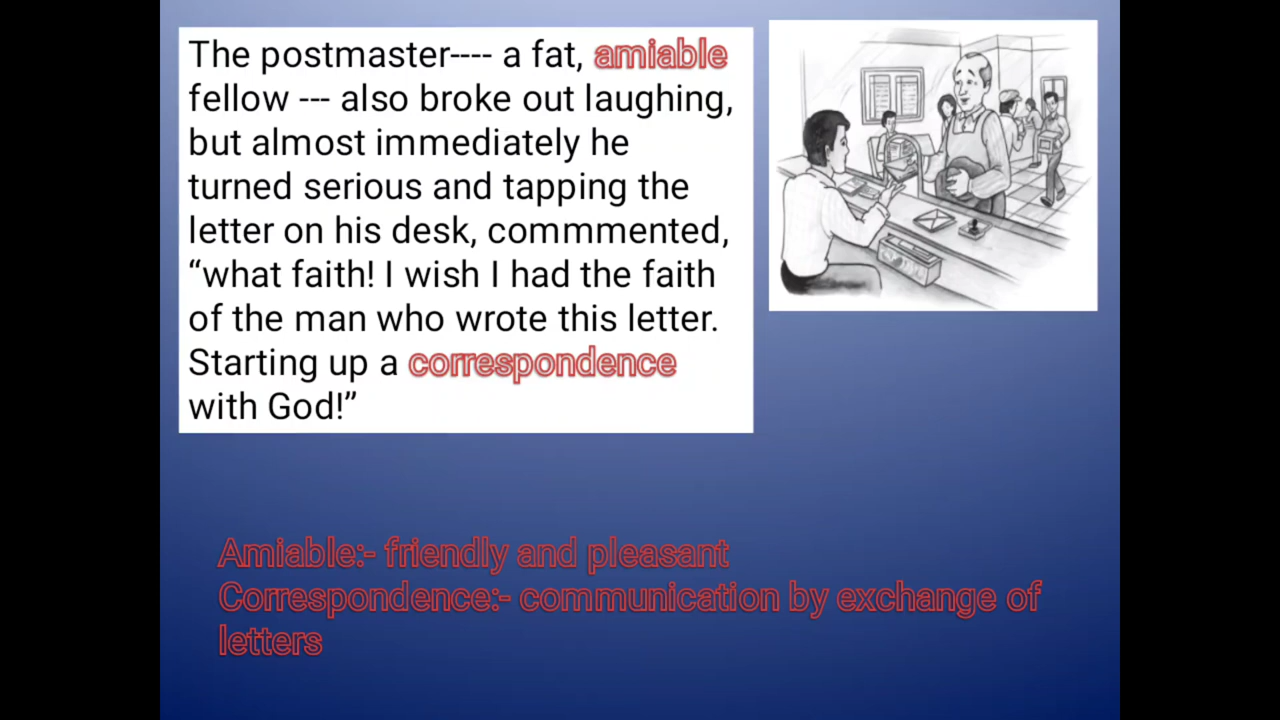 The postmaster---- a fat, amiable
fellow --- also broke out laughing,
but almost immediately he
turned serious and tapping the
letter on his desk, commmented,
“what faith! I wish I had the faith
of the man who wrote this letter.
Starting up a correspondence
with God!”
Amiable:- friendly and pleasant
Correspondence:- communication by exchange of
letters